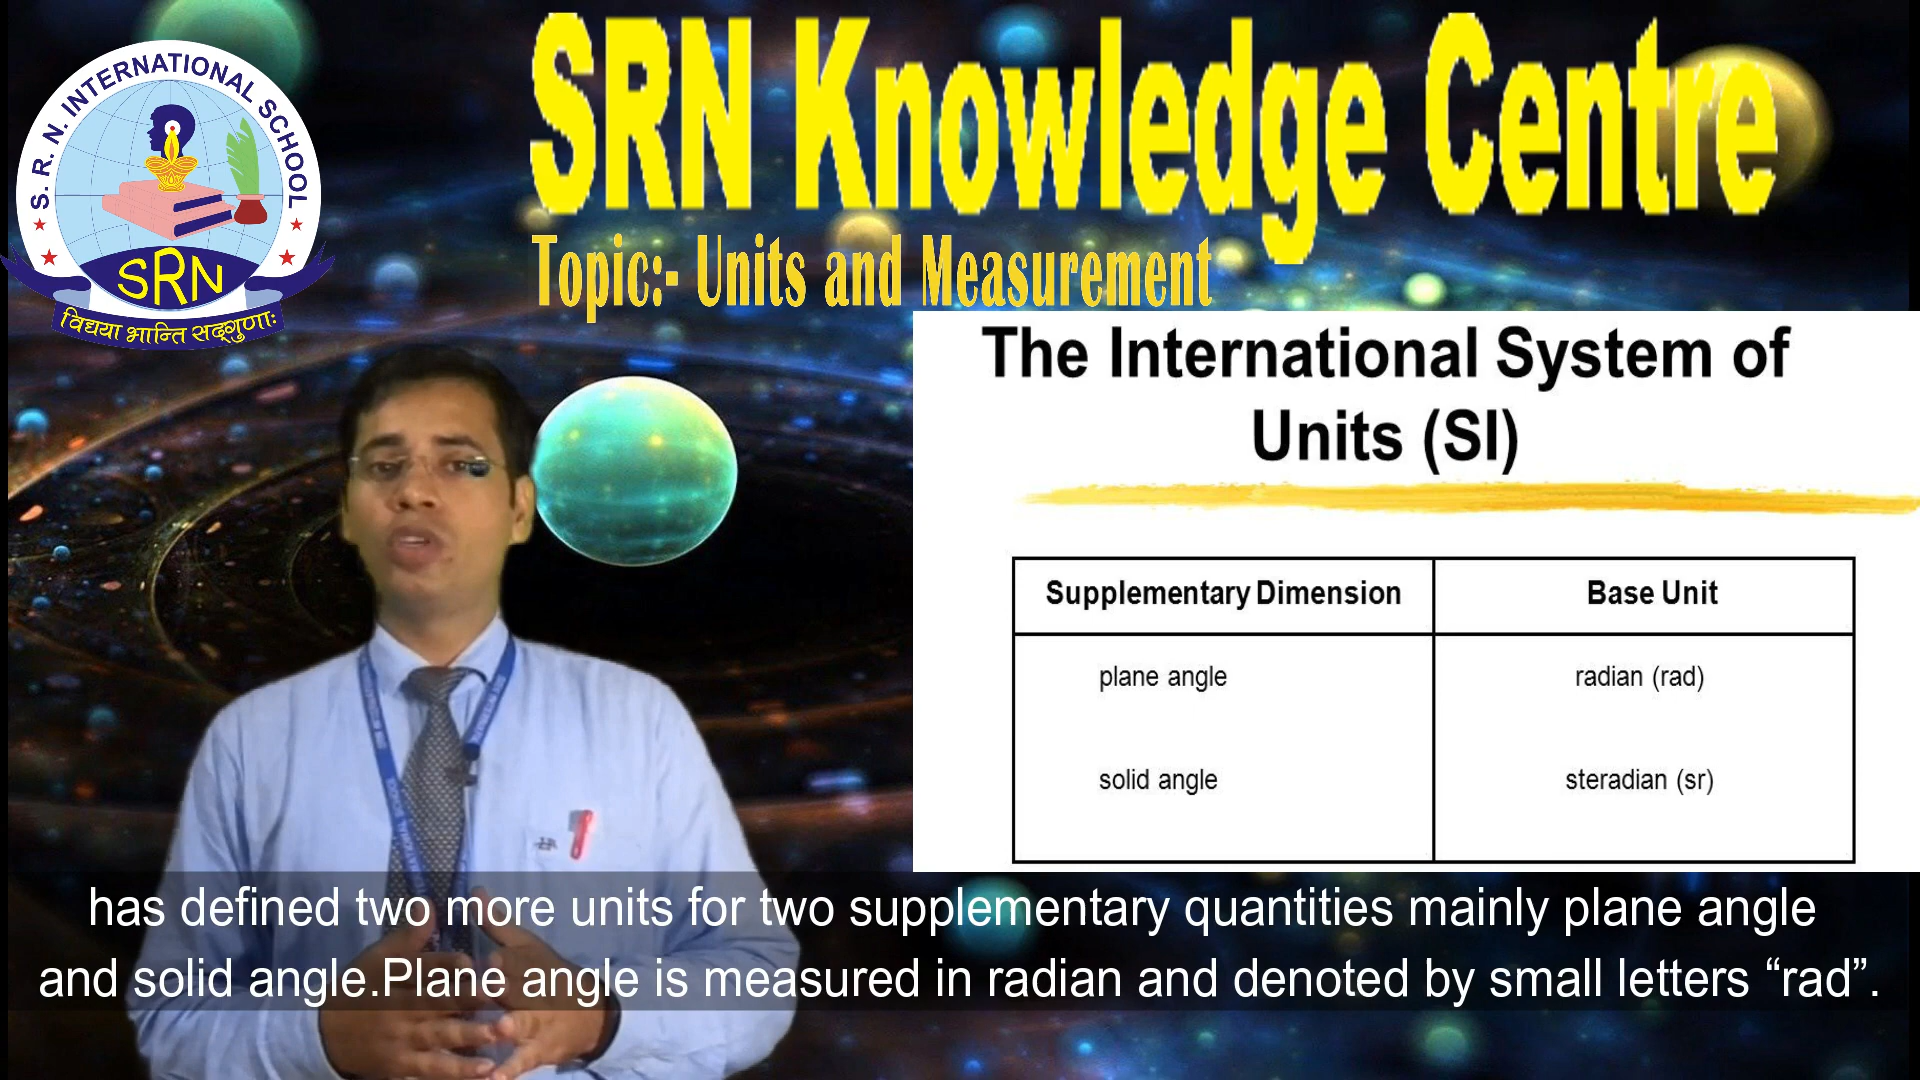 SRN Knowledge Centre
Topic:- Units and Measurement
S. R. N. INTERNATIONAL SCHOOL
SRN
विद्यया भान्ति सद्गुणाः
The International System of
Units (SI)
Supplementary Dimension Base Unit
plane angle radian (rad)
solid angle steradian (sr)
has defined two more units for two supplementary quantities mainly plane angle
and solid angle.Plane angle is measured in radian and denoted by small letters “rad”.